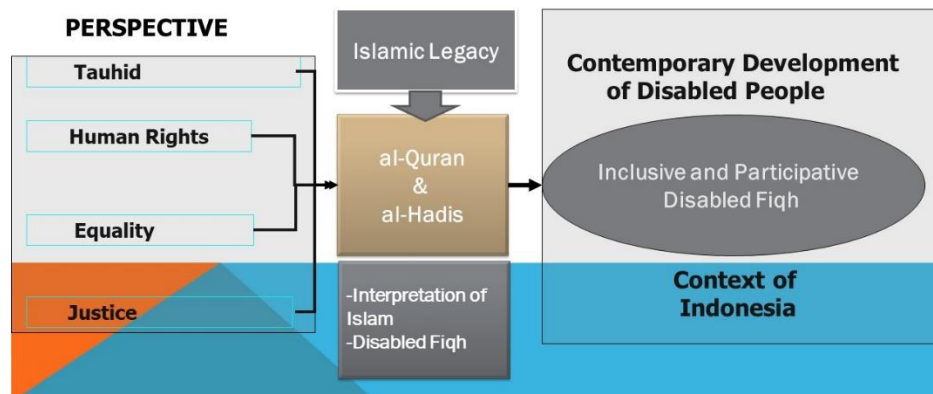 PERSPECTIVE
Tauhid
Human Rights
Equality
Justice
Islamic Legacy
al-Quran
&
al-Hadis
-Interpretation of
Islam
-Disabled Fiqh
Contemporary Development
of Disabled People
Inclusive and Participative
Disabled Fiqh
Context of
Indonesia